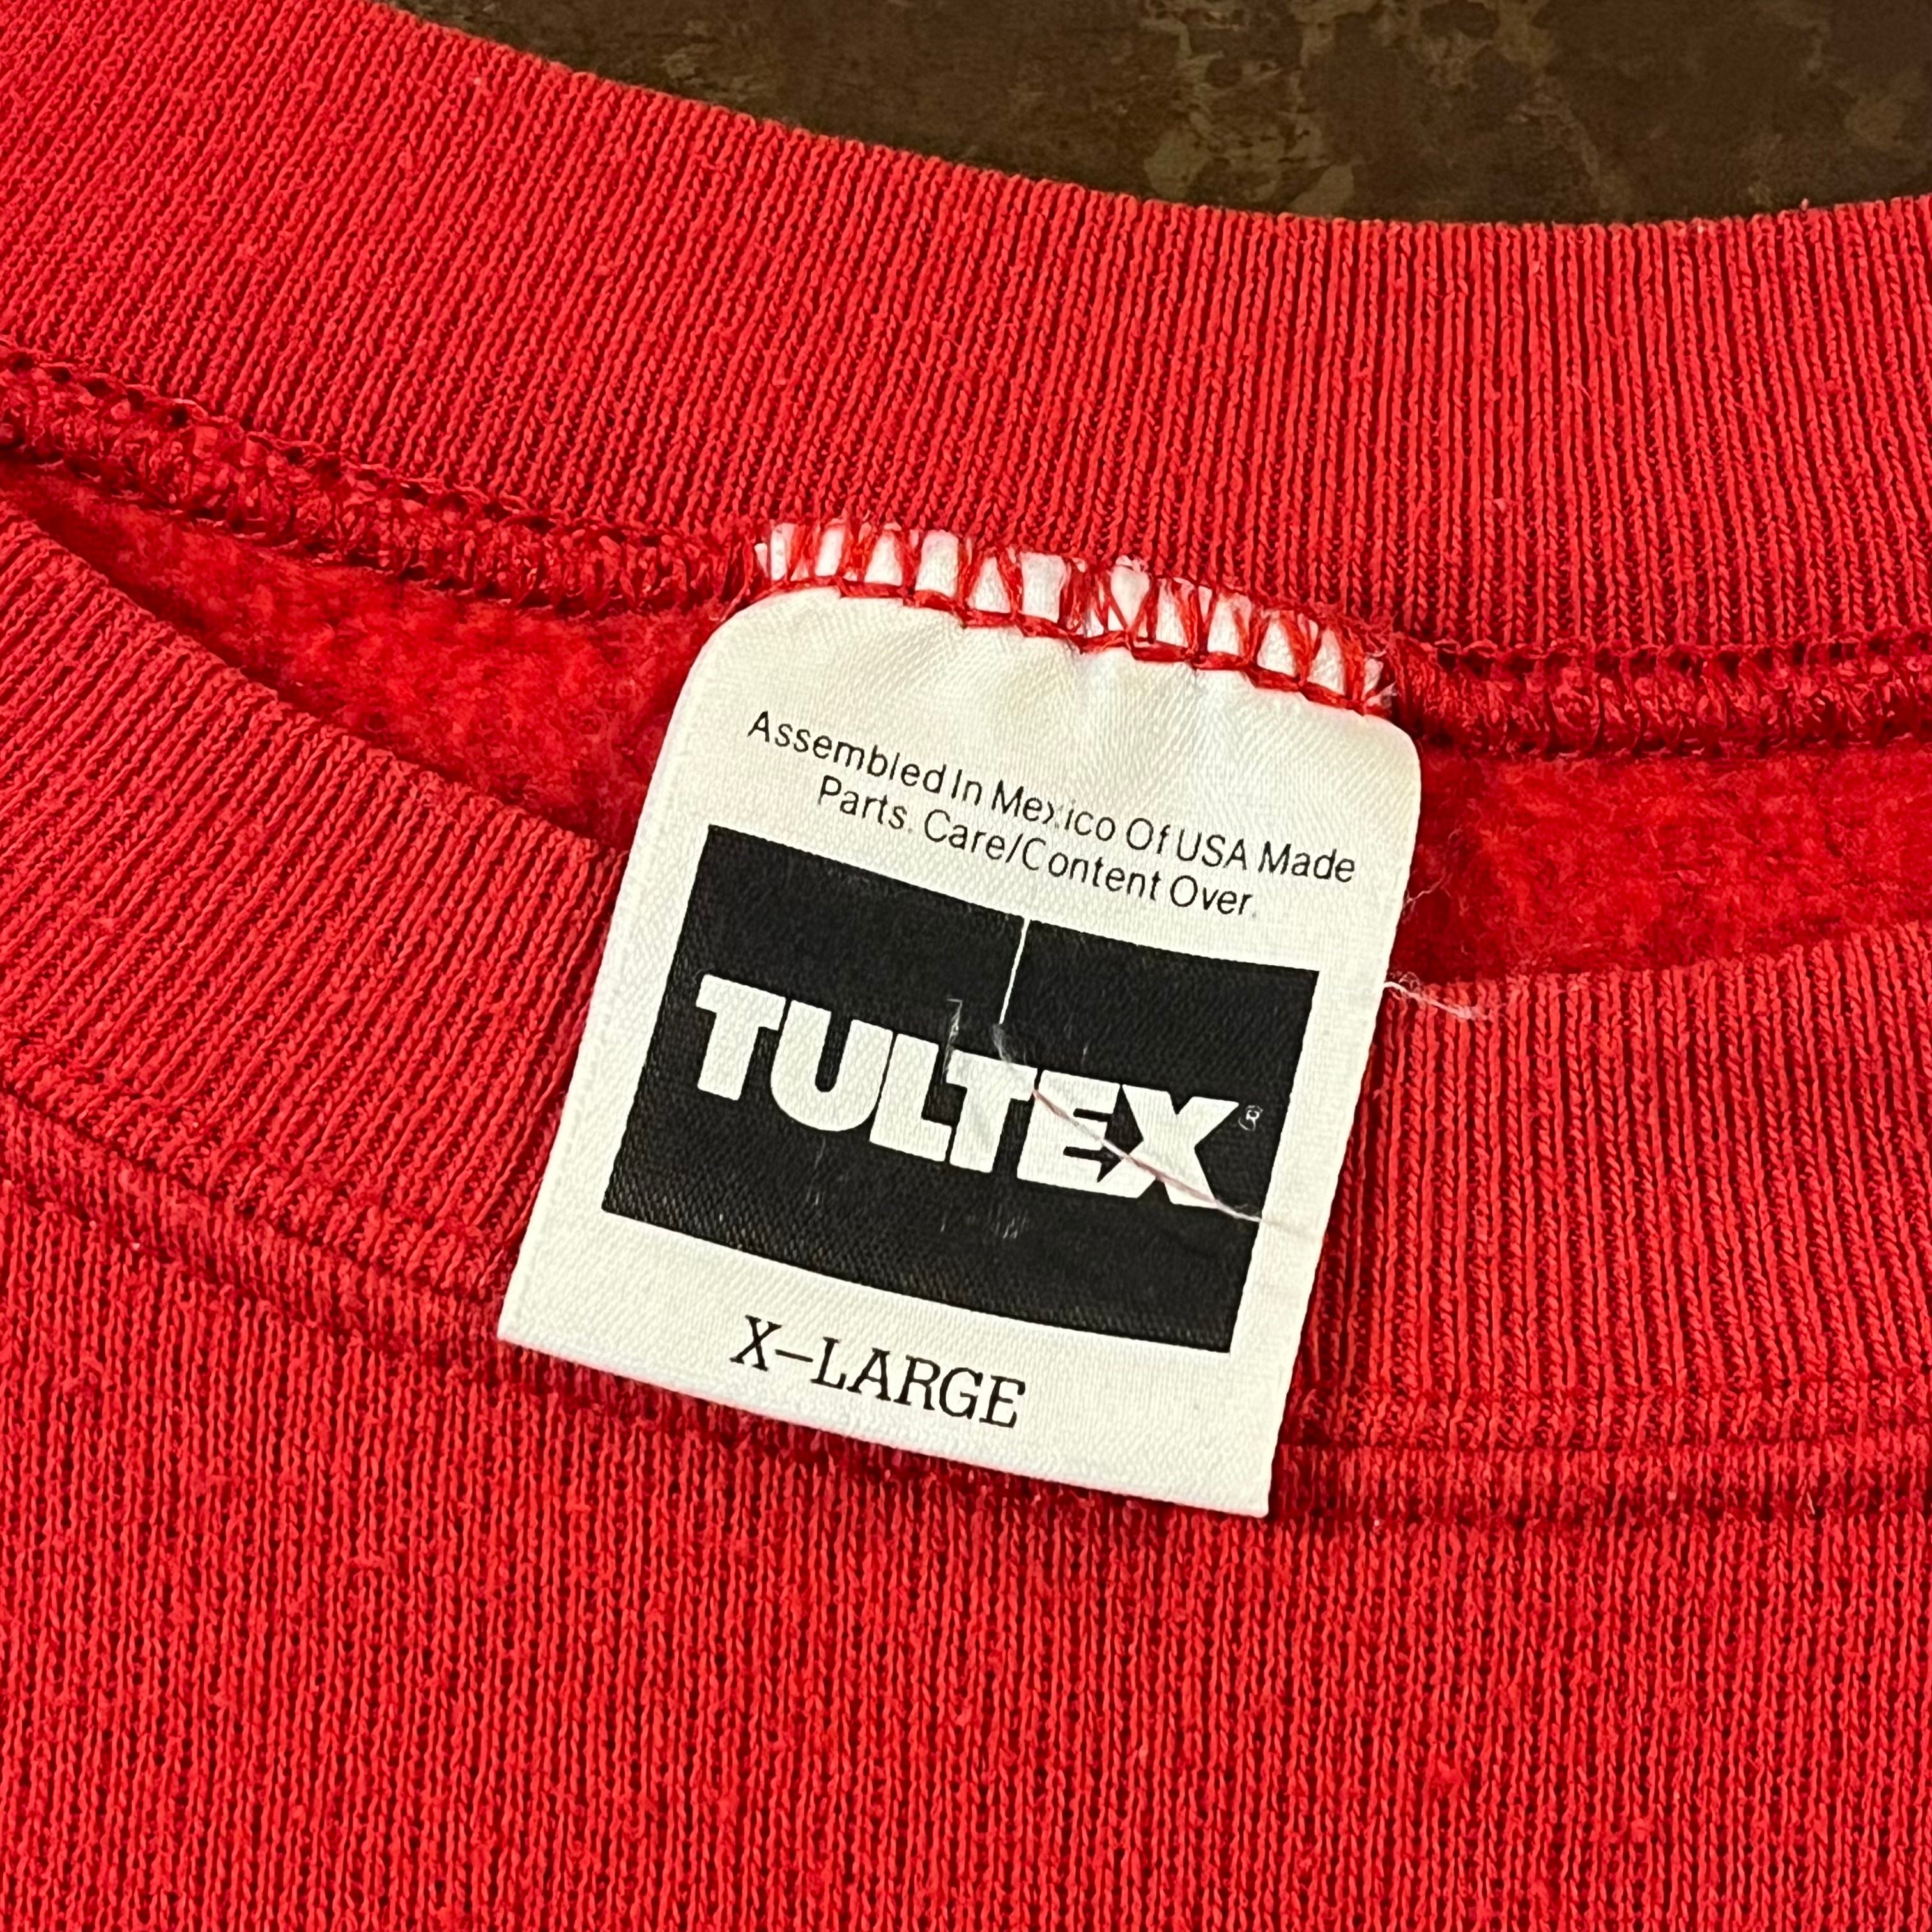 Assembled In Mexico Of USA Made
Parts. Care/Content Over.
TULTEX®
X-LARGE